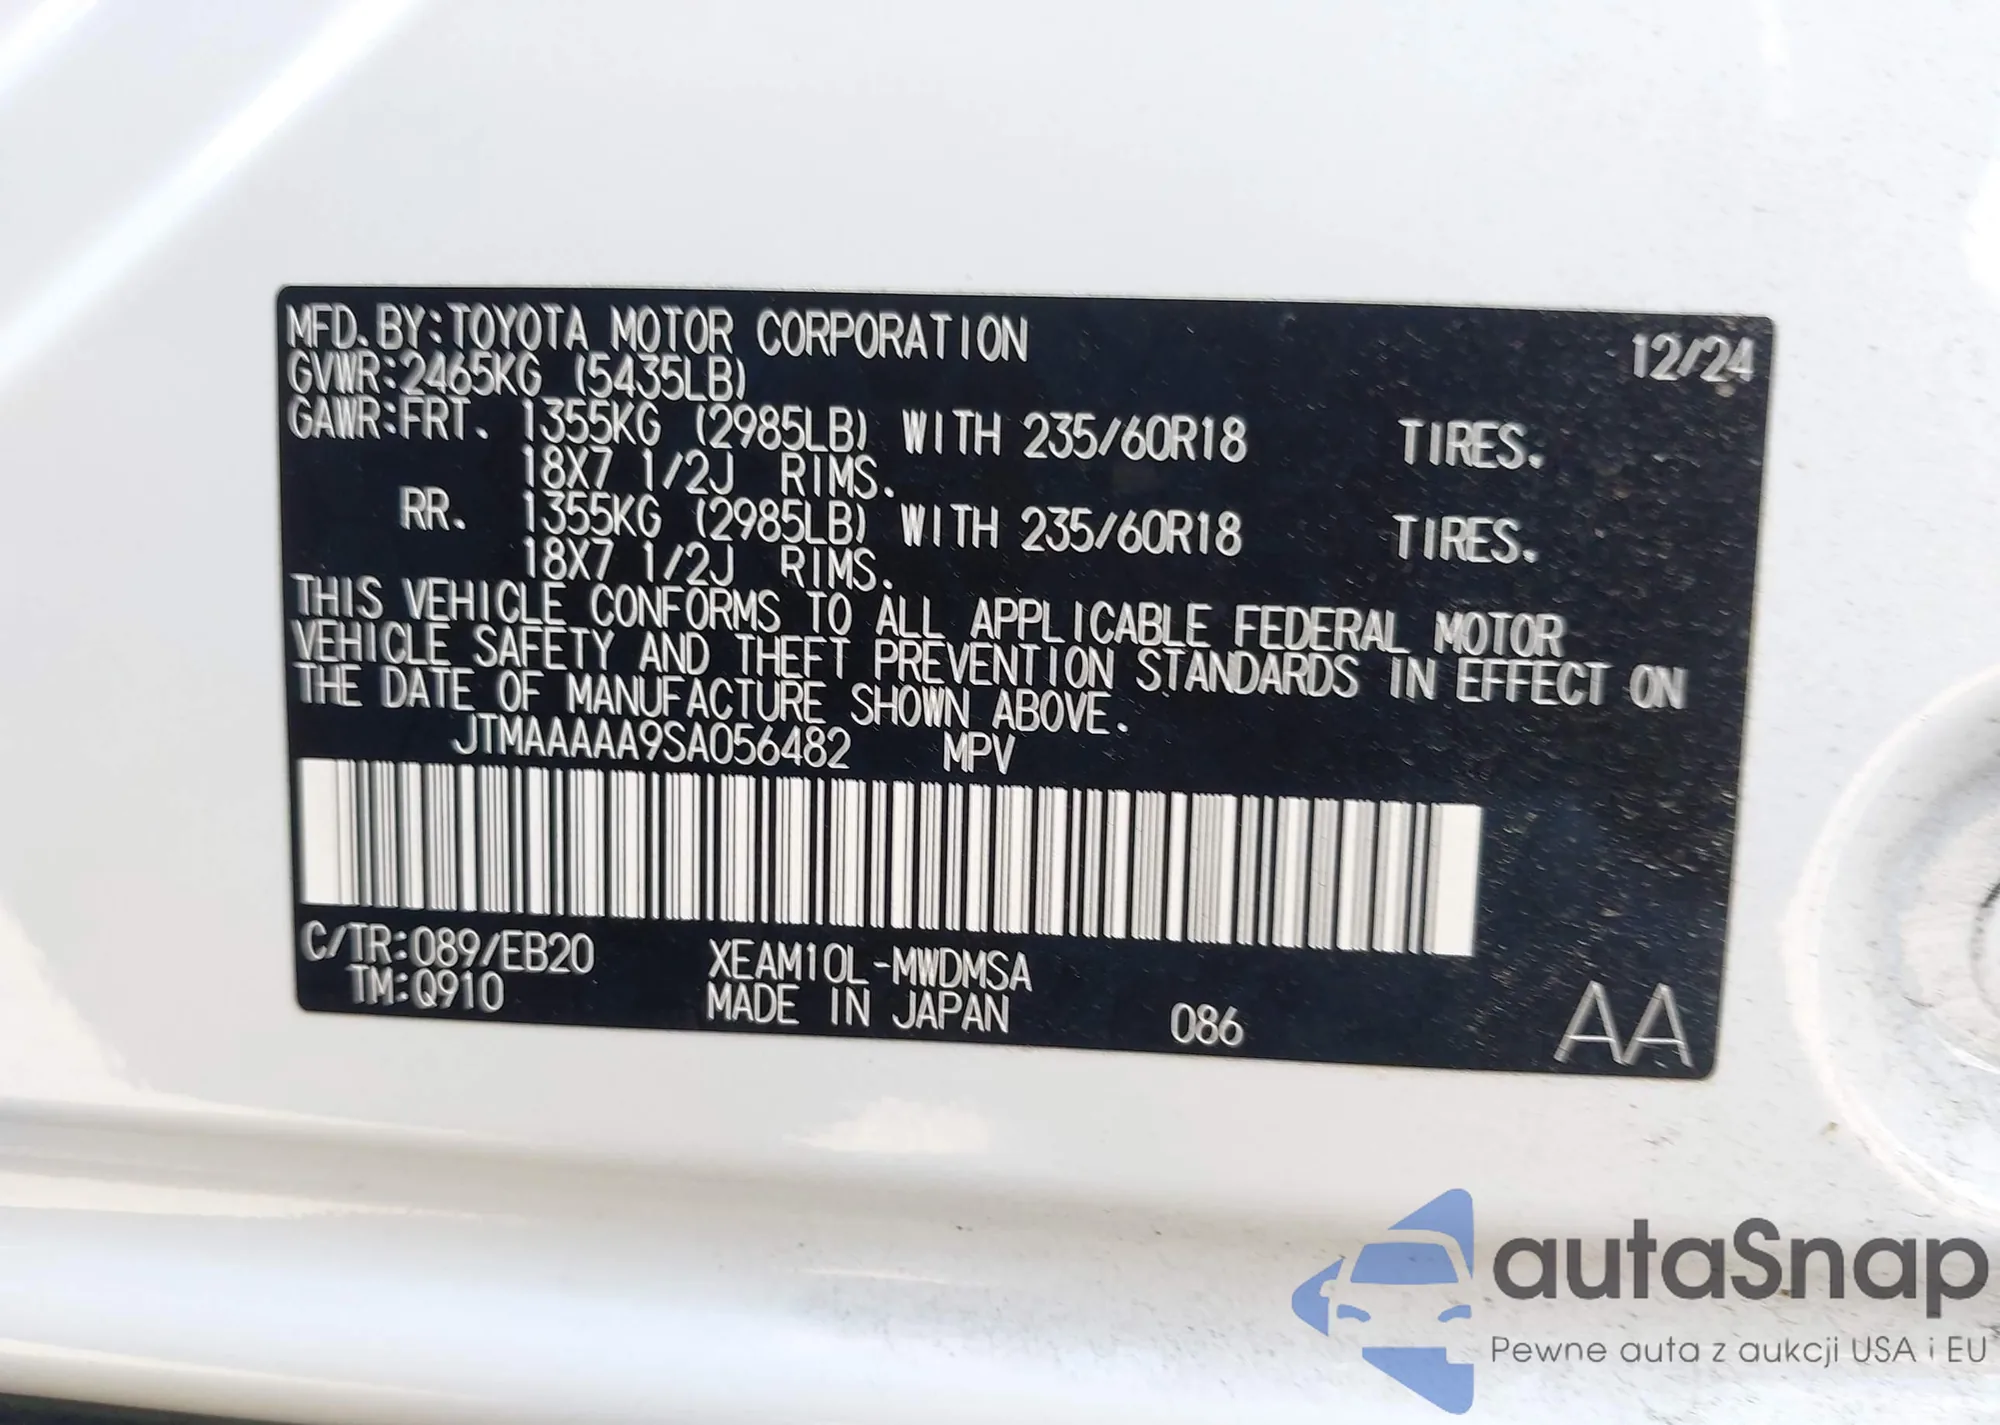 MFD. BY:TOYOTA MOTOR CORPORATION 12/24
GVWR:2465KG (5435LB)
GAWR:FRT. 1355KG (2985LB) WITH 235/60R18 TIRES.
18X7 1/2J RIMS.
RR. 1355KG (2985LB) WITH 235/60R18 TIRES.
18X7 1/2J RIMS.
THIS VEHICLE CONFORMS TO ALL APPLICABLE FEDERAL MOTOR
VEHICLE SAFETY AND THEFT PREVENTION STANDARDS IN EFFECT ON
THE DATE OF MANUFACTURE SHOWN ABOVE.
JTMAAAAA9SA056482 MPV
C/TR:089/EB20 XEAM10L-MWDMSA
TM:Q910 MADE IN JAPAN 086 AA
autaSnap
Pewne auta z aukcji USA i EU